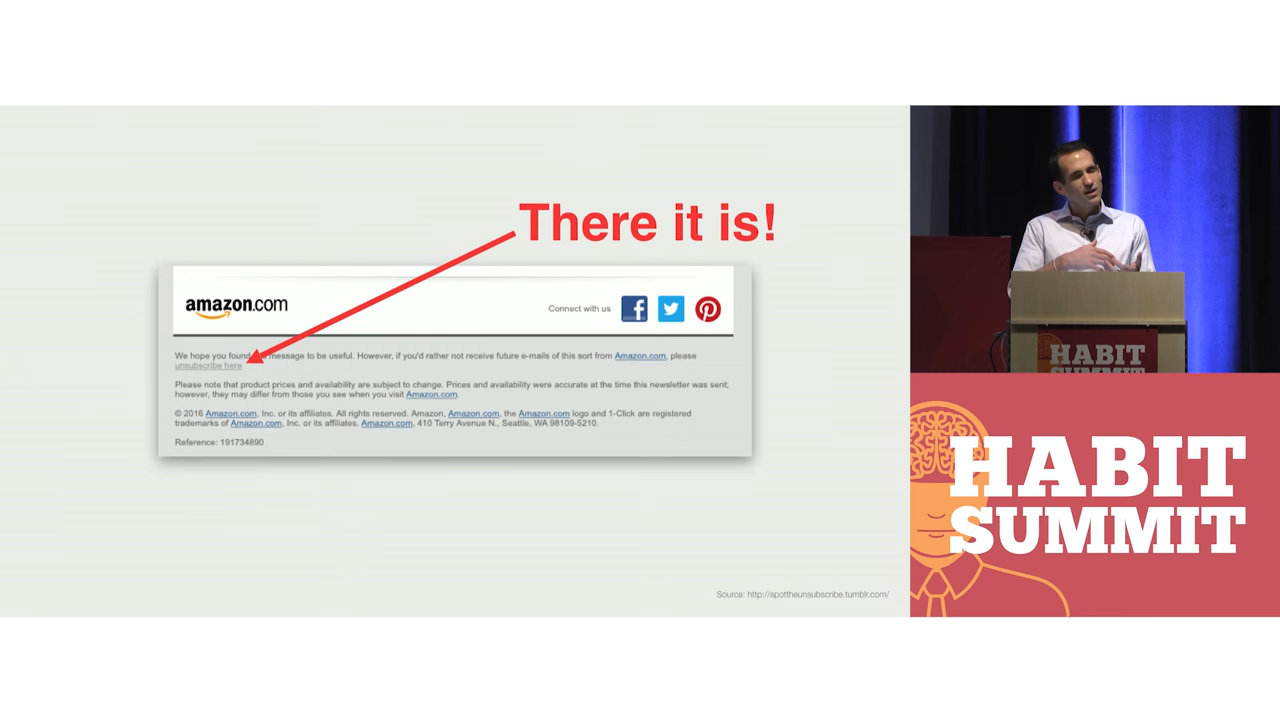 There it is!
amazon.com
Connect with us
We hope you found message to be useful. However, if you'd rather not receive future e-mails of this sort from Amazon.com, please
unsubscribe here
Please note that product prices and availability are subject to change. Prices and availability were accurate at the time this newsletter was sent;
however, they may differ from those you see when you visit Amazon.com.
© 2016 Amazon.com, Inc. or its affiliates. All rights reserved. Amazon, Amazon.com, the Amazon.com logo and 1-Click are registered
trademarks of Amazon.com, Inc. or its affiliates. Amazon.com, 410 Terry Avenue N., Seattle, WA 98109-5210.
Reference: 191734890
Source: http://spottheunsubscribe.tumblr.com/
HABIT
SUMMIT
HABIT
SUMMIT